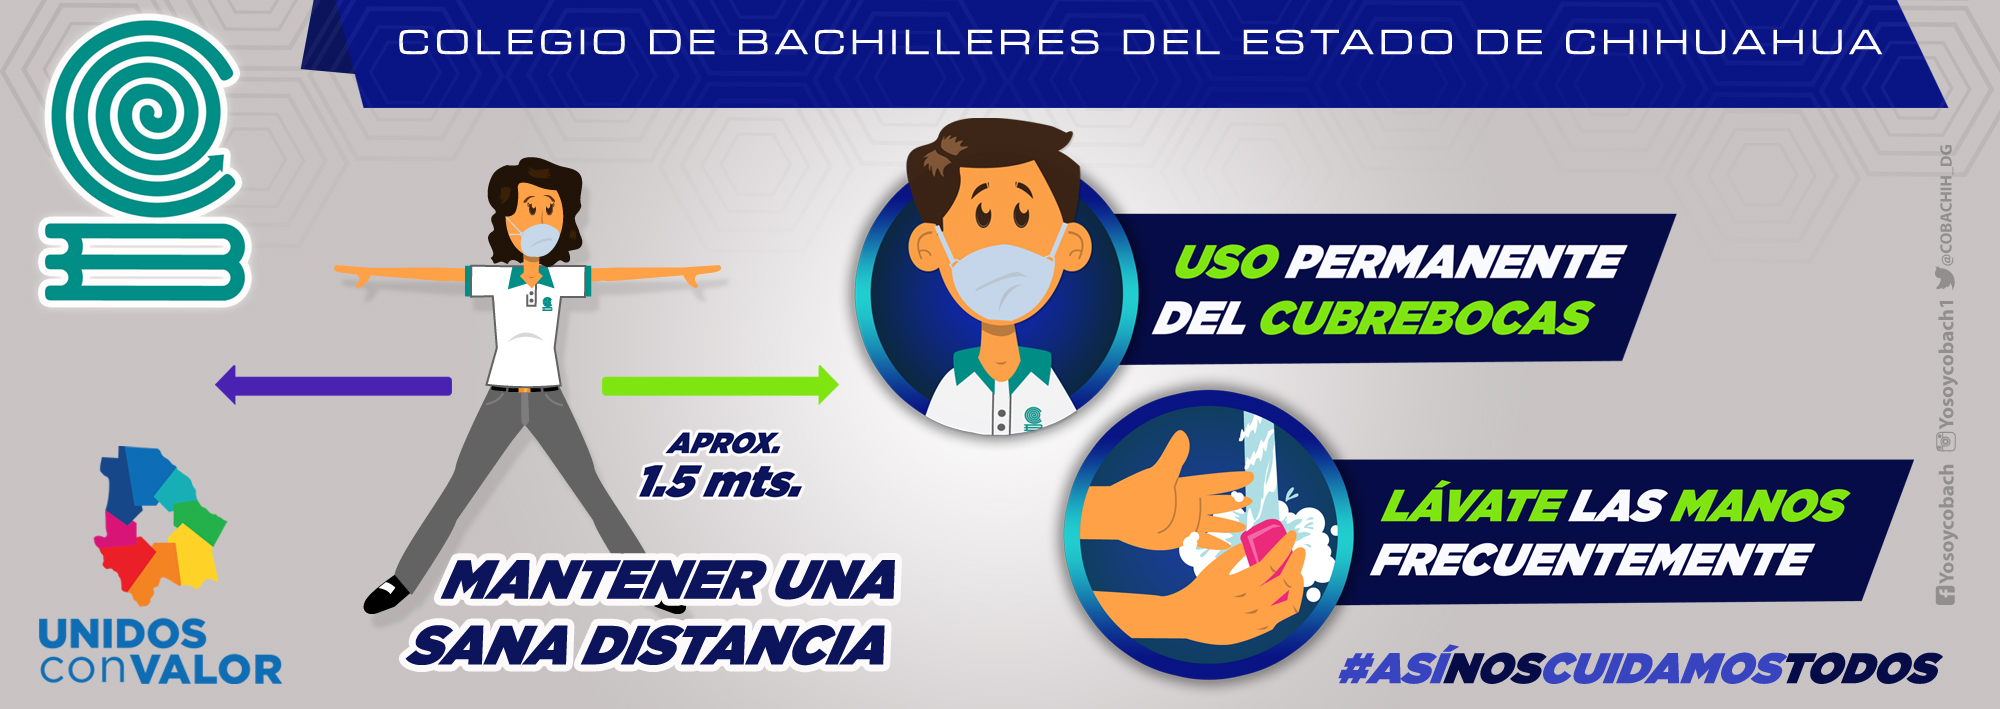 COLEGIO DE BACHILLERES DEL ESTADO DE CHIHUAHUA
USO PERMANENTE
DEL CUBREBOCAS
APROX.
1.5 mts.
MANTENER UNA
SANA DISTANCIA
LÁVATE LAS MANOS
FRECUENTEMENTE
#ASÍNOSCUIDAMOSTODOS
UNIDOS
conVALOR
Yosoycobach Yosoycobach1 @COBACHIH_DG